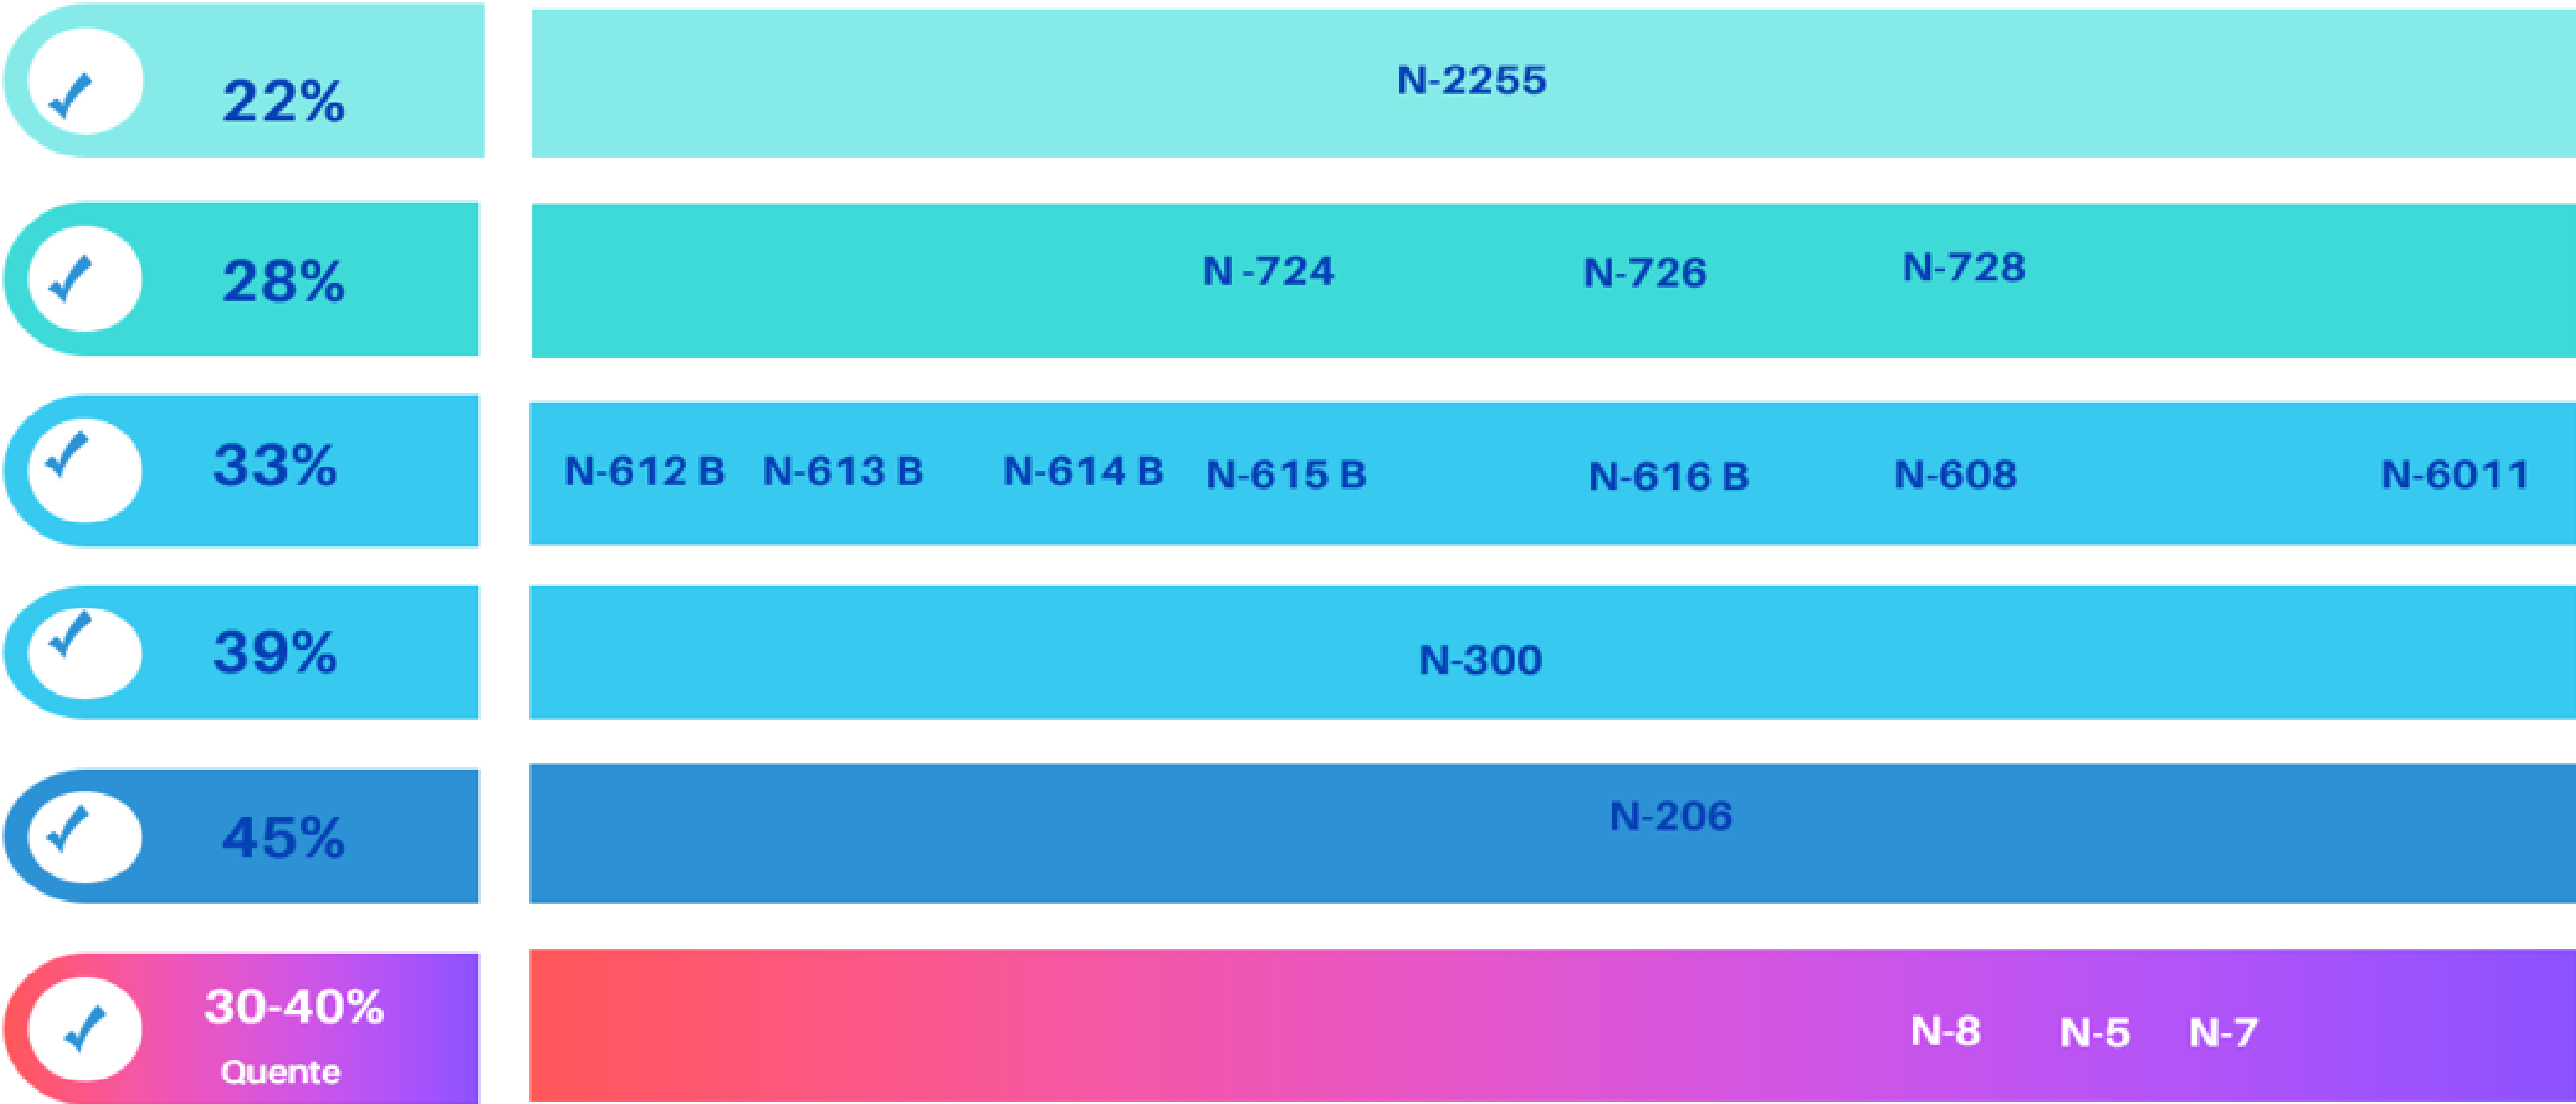 22% N-2255
28% N -724 N-726 N-728
33% N-612 B N-613 B N-614 B N-615 B N-616 B N-608 N-6011
39% N-300
45% N-206
30-40% N-8 N-5 N-7
Quente